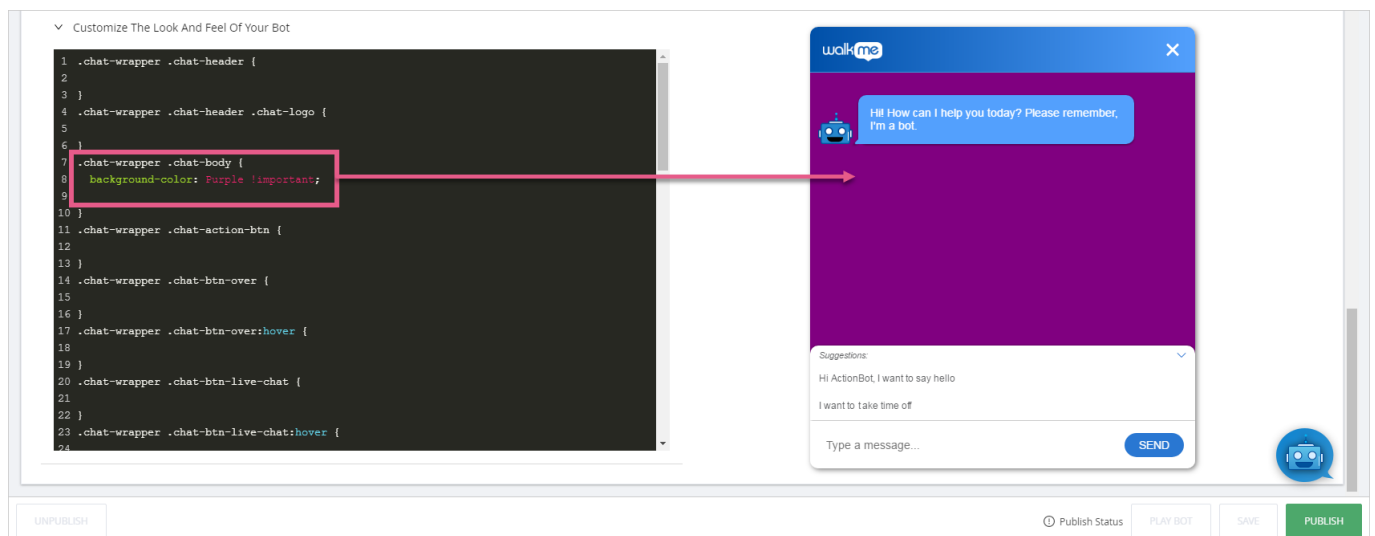 Customize The Look And Feel Of Your Bot
1 .chat-wrapper .chat-header {
2
3 }
4 .chat-wrapper .chat-header .chat-logo {
5
6 }
7 .chat-wrapper .chat-body {
8 background-color: Purple !important;
9
10 }
11 .chat-wrapper .chat-action-btn {
12
13 }
14 .chat-wrapper .chat-btn-over {
15
16 }
17 .chat-wrapper .chat-btn-over:hover {
18
19 }
20 .chat-wrapper .chat-btn-live-chat {
21
22 }
23 .chat-wrapper .chat-btn-live-chat:hover {
24
walkme
Hi! How can I help you today? Please remember,
I'm a bot.
Suggestions:
Hi ActionBot, I want to say hello
I want to take time off
Type a message...
SEND
UNPUBLISH
Publish Status
PLAY BOT
SAVE
PUBLISH